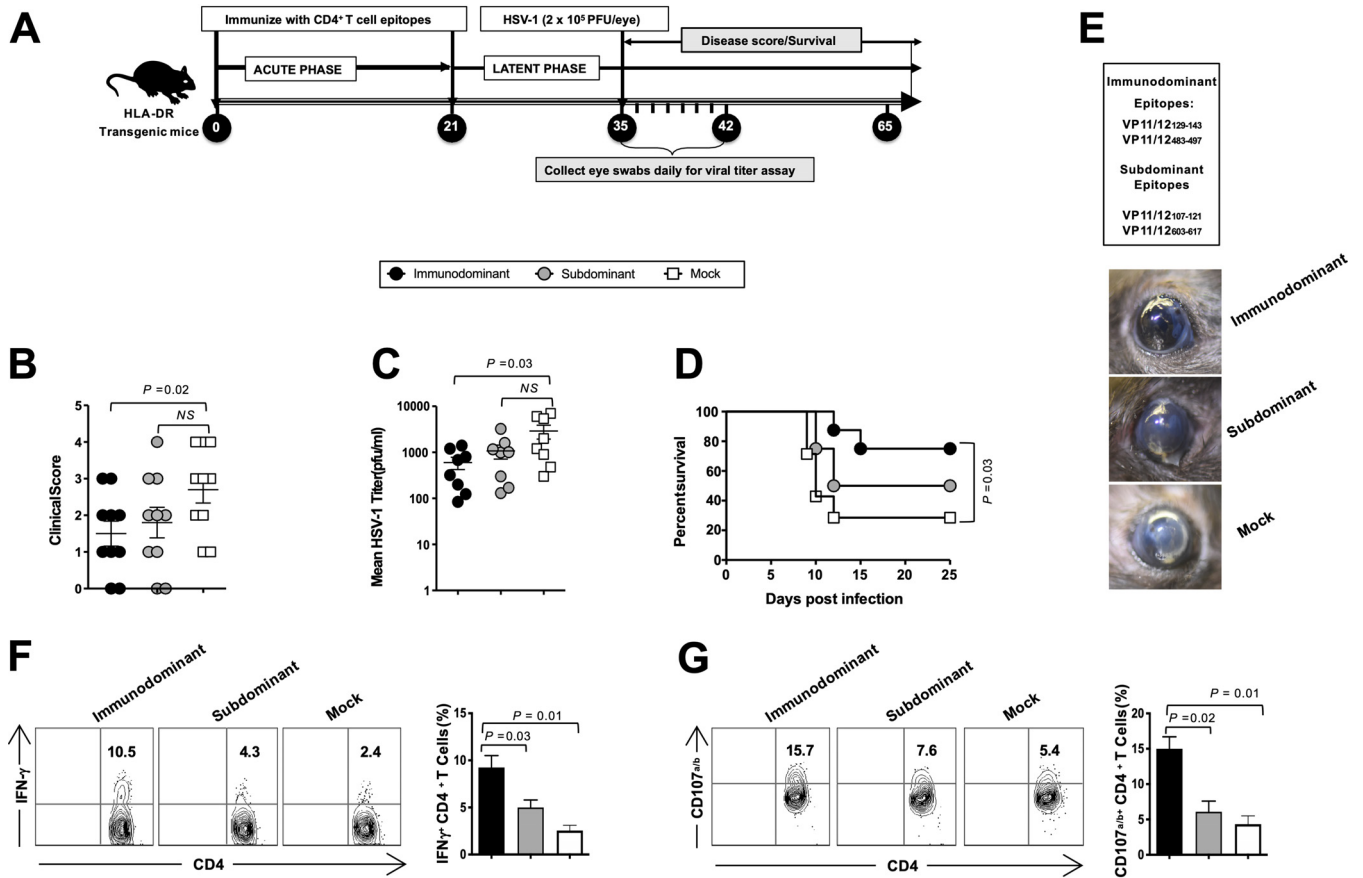 A
Immunize with CD4+ T cell epitopes
HSV-1 (2 x 10⁵ PFU/eye)
Disease score/Survival
ACUTE PHASE
LATENT PHASE
HLA-DR
Transgenic mice
0
21
35
42
65
Collect eye swabs daily for viral titer assay
Immunodominant
Subdominant
Mock
B
P =0.02
NS
Clinical Score
5
4
3
2
1
0
C
P =0.03
NS
Mean HSV-1 Titer(pfu/ml)
10000
1000
100
10
1
D
Percent survival
100
80
60
40
20
0
0
5
10
15
20
25
Days post infection
P =0.03
E
Immunodominant
Epitopes:
VP11/12129-143
VP11/12483-497
Subdominant
Epitopes
VP11/12107-121
VP11/12603-617
Immunodominant
Subdominant
Mock
F
Immunodominant
Subdominant
Mock
IFN-γ
10.5
4.3
2.4
CD4
IFNγ+ CD4 + T Cells (%)
15
10
5
0
P = 0.01
P = 0.03
G
Immunodominant
Subdominant
Mock
CD107a/b
15.7
7.6
5.4
CD4
CD107a/b+ CD4 + T Cells (%)
20
15
10
5
0
P = 0.01
P =0.02